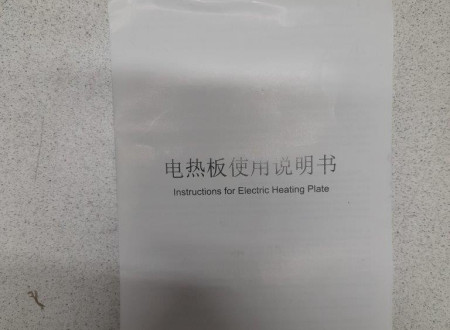 电热板使用说明书
Instructions for Electric Heating Plate